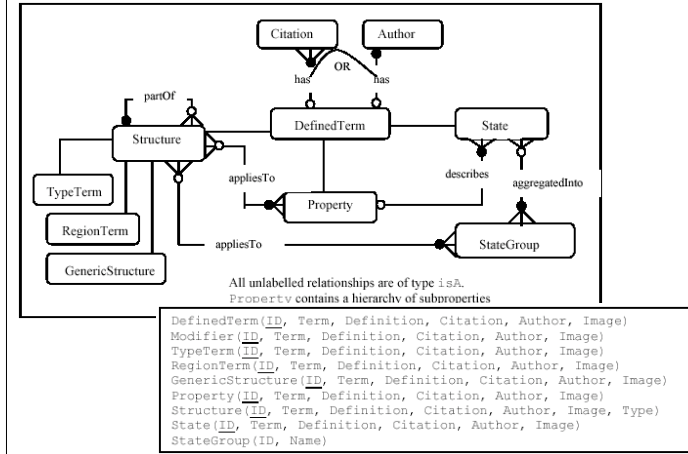 Citation
Author
OR
has
has
partOf
DefinedTerm
State
Structure
appliesTo
describes
aggregatedInto
TypeTerm
Property
RegionTerm
appliesTo
StateGroup
GenericStructure
All unlabelled relationships are of type isA.
Property contains a hierarchy of subproperties
DefinedTerm(ID, Term, Definition, Citation, Author, Image)
Modifier(ID, Term, Definition, Citation, Author, Image)
TypeTerm(ID, Term, Definition, Citation, Author, Image)
RegionTerm(ID, Term, Definition, Citation, Author, Image)
GenericStructure(ID, Term, Definition, Citation, Author, Image)
Property(ID, Term, Definition, Citation, Author, Image)
Structure(ID, Term, Definition, Citation, Author, Image, Type)
State(ID, Term, Definition, Citation, Author, Image)
StateGroup(ID, Name)